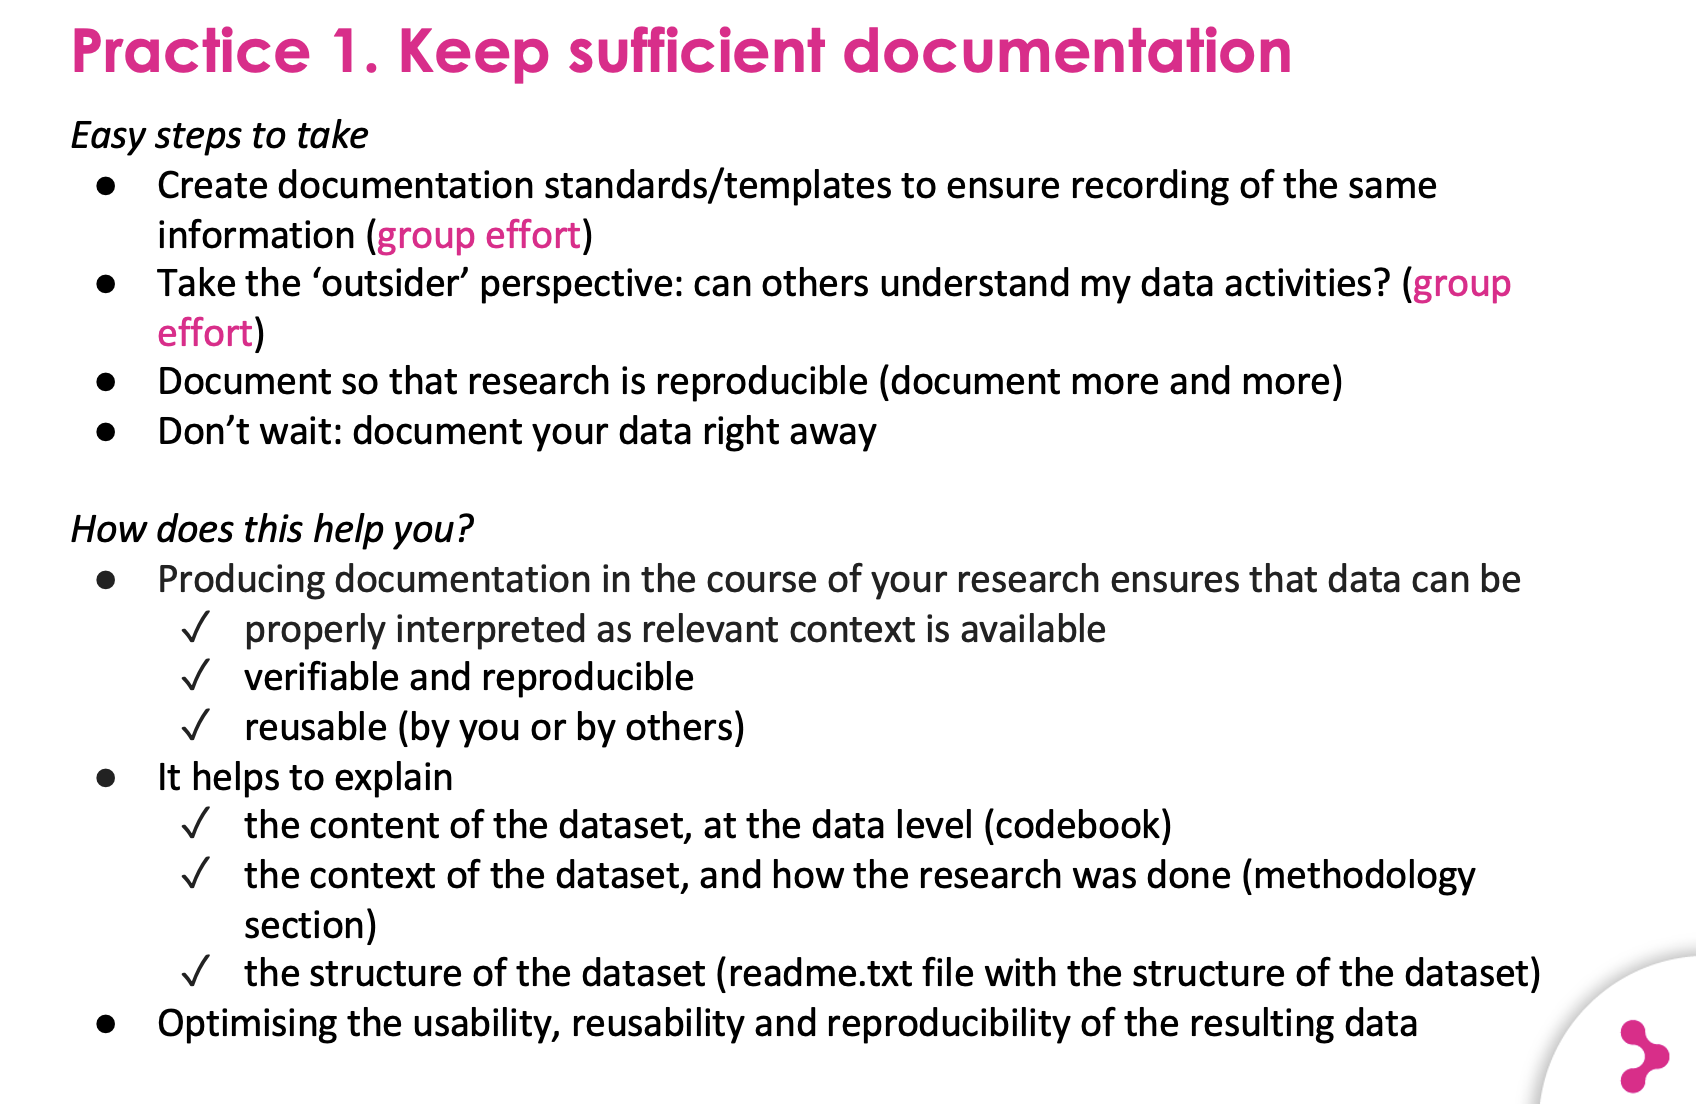 Practice 1. Keep sufficient documentation
Easy steps to take
● Create documentation standards/templates to ensure recording of the same
information (group effort)
● Take the ‘outsider’ perspective: can others understand my data activities? (group
effort)
● Document so that research is reproducible (document more and more)
● Don’t wait: document your data right away
How does this help you?
● Producing documentation in the course of your research ensures that data can be
✓ properly interpreted as relevant context is available
✓ verifiable and reproducible
✓ reusable (by you or by others)
● It helps to explain
✓ the content of the dataset, at the data level (codebook)
✓ the context of the dataset, and how the research was done (methodology
section)
✓ the structure of the dataset (readme.txt file with the structure of the dataset)
● Optimising the usability, reusability and reproducibility of the resulting data